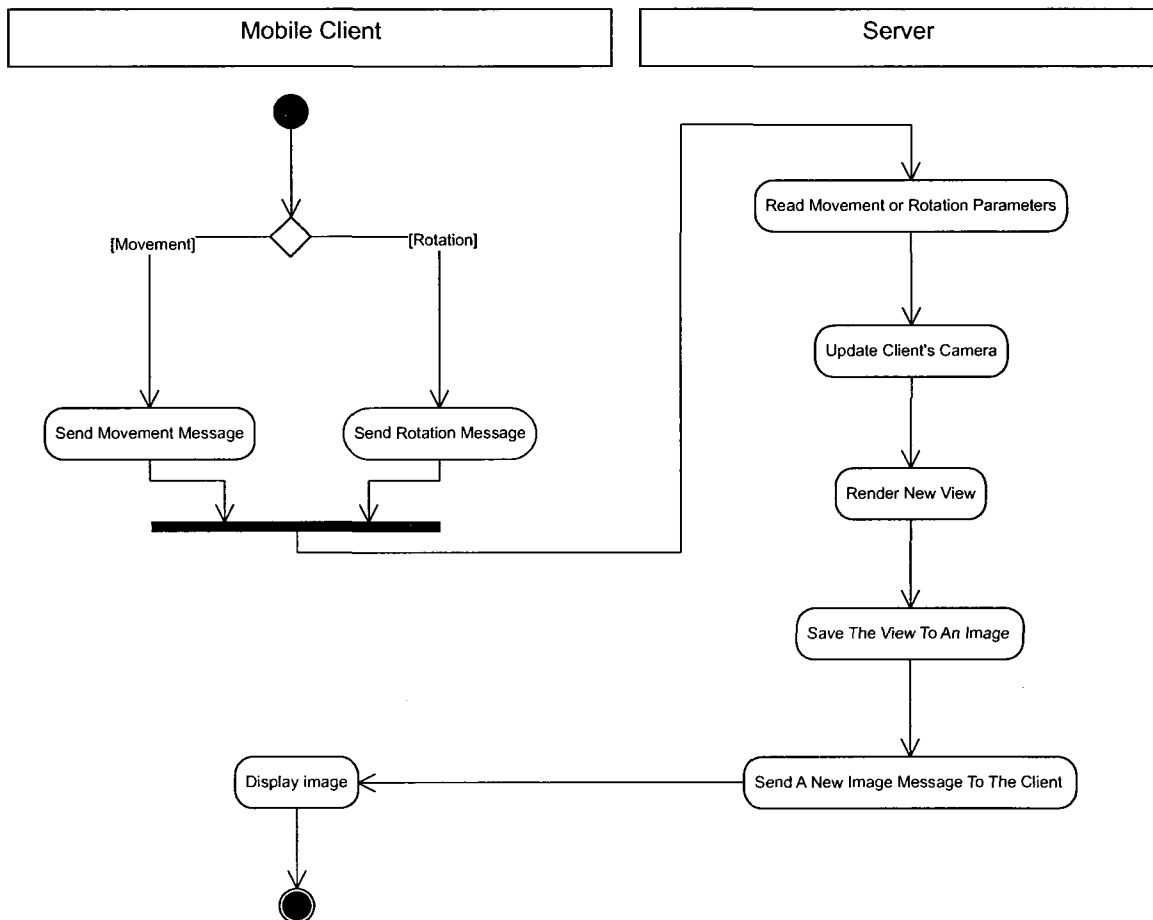 Mobile Client
Server
[Movement]
[Rotation]
Send Movement Message
Send Rotation Message
Read Movement or Rotation Parameters
Update Client's Camera
Render New View
Save The View To An Image
Send A New Image Message To The Client
Display image